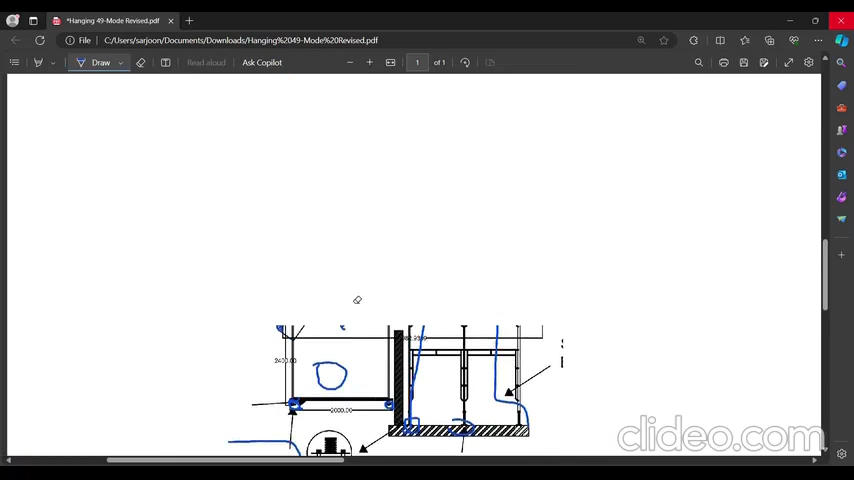 *Hanging 49-Mode Revised.pdf
File
C:/Users/sarjoon/Documents/Downloads/Hanging%2049-Mode%20Revised.pdf
Draw
Read aloud
Ask Copilot
1
of 1
2400.00
2000.00
clideo.com